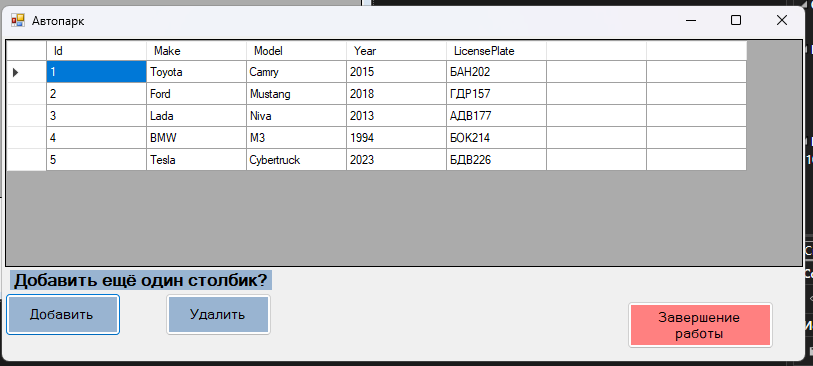 Автопарк
Id Make Model Year LicensePlate
1 Toyota Camry 2015 БАН202
2 Ford Mustang 2018 ГДР157
3 Lada Niva 2013 АДВ177
4 BMW M3 1994 БОК214
5 Tesla Cybertruck 2023 БДВ226
Добавить ещё один столбик?
Добавить Удалить
Завершение
работы